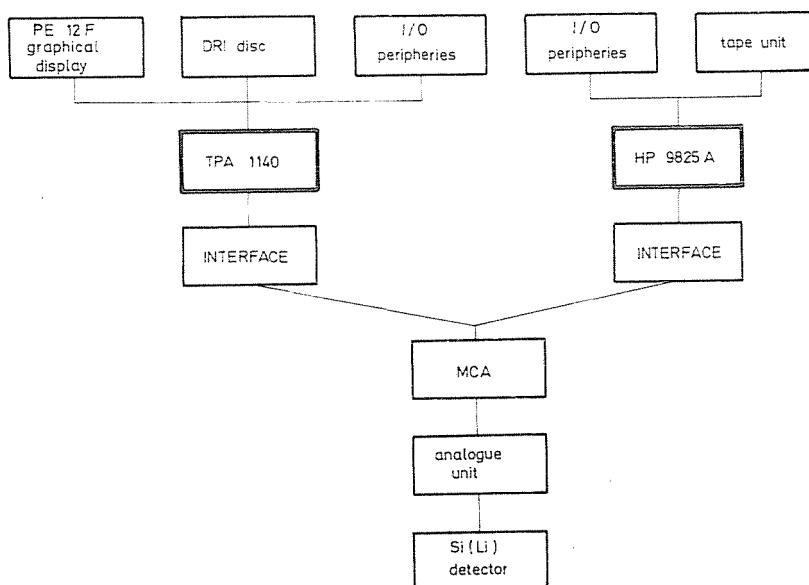 PE 12F
graphical
display
DRI disc
I/O
peripheries
I/O
peripheries
tape unit
TPA 1140
HP 9825 A
INTERFACE
INTERFACE
MCA
analogue
unit
Si(Li)
detector